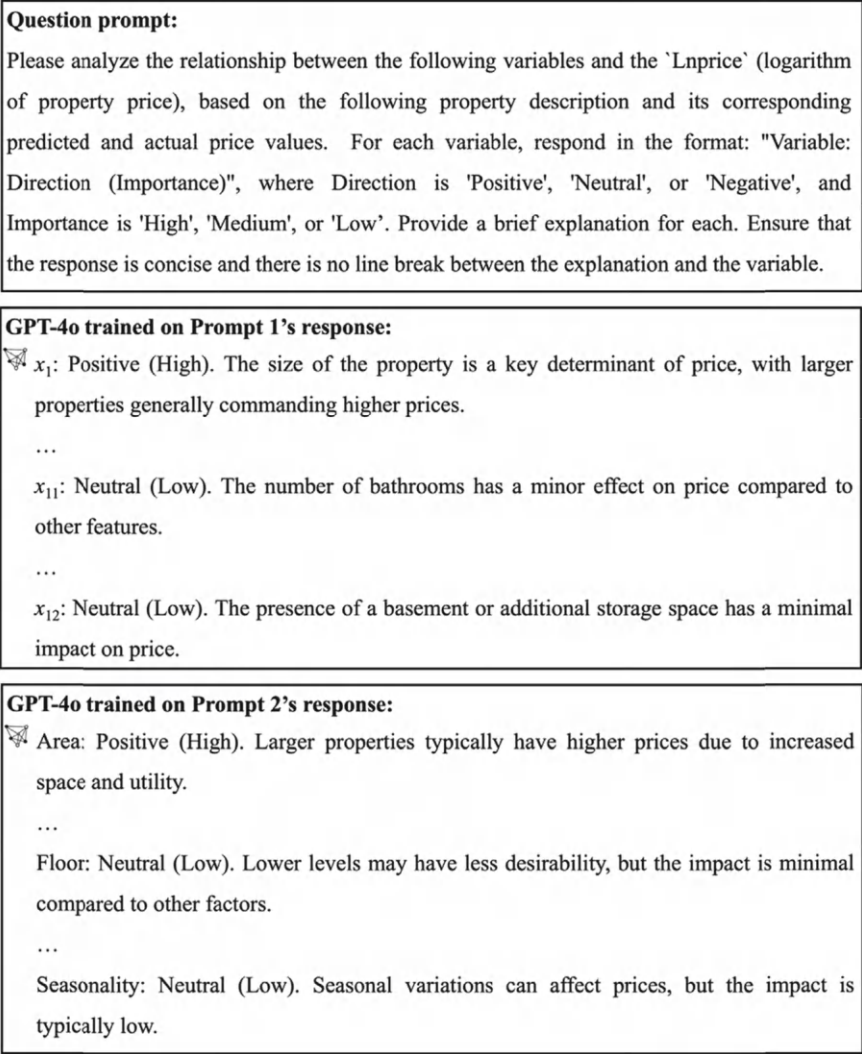 Question prompt:
Please analyze the relationship between the following variables and the `Lnprice` (logarithm
of property price), based on the following property description and its corresponding
predicted and actual price values. For each variable, respond in the format: "Variable:
Direction (Importance)", where Direction is 'Positive', 'Neutral', or 'Negative', and
Importance is 'High', 'Medium', or 'Low’. Provide a brief explanation for each. Ensure that
the response is concise and there is no line break between the explanation and the variable.
GPT-4o trained on Prompt 1’s response:
x₁: Positive (High). The size of the property is a key determinant of price, with larger
properties generally commanding higher prices.
…
x₁₁: Neutral (Low). The number of bathrooms has a minor effect on price compared to
other features.
…
x₁₂: Neutral (Low). The presence of a basement or additional storage space has a minimal
impact on price.
GPT-4o trained on Prompt 2’s response:
Area: Positive (High). Larger properties typically have higher prices due to increased
space and utility.
…
Floor: Neutral (Low). Lower levels may have less desirability, but the impact is minimal
compared to other factors.
…
Seasonality: Neutral (Low). Seasonal variations can affect prices, but the impact is
typically low.